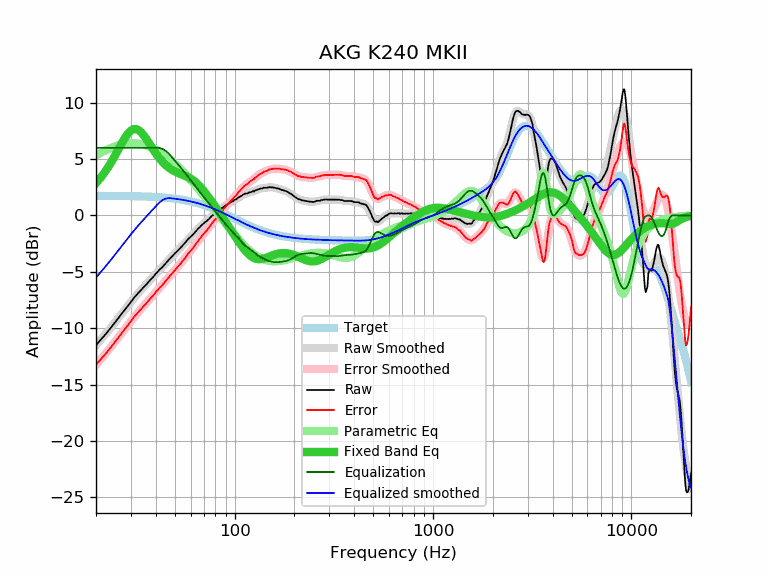 AKG K240 MKII
Amplitude (dBr)
10
5
0
−5
−10
−15
−20
−25
Target
Raw Smoothed
Error Smoothed
Raw
Error
Parametric Eq
Fixed Band Eq
Equalization
Equalized smoothed
100
1000
10000
Frequency (Hz)